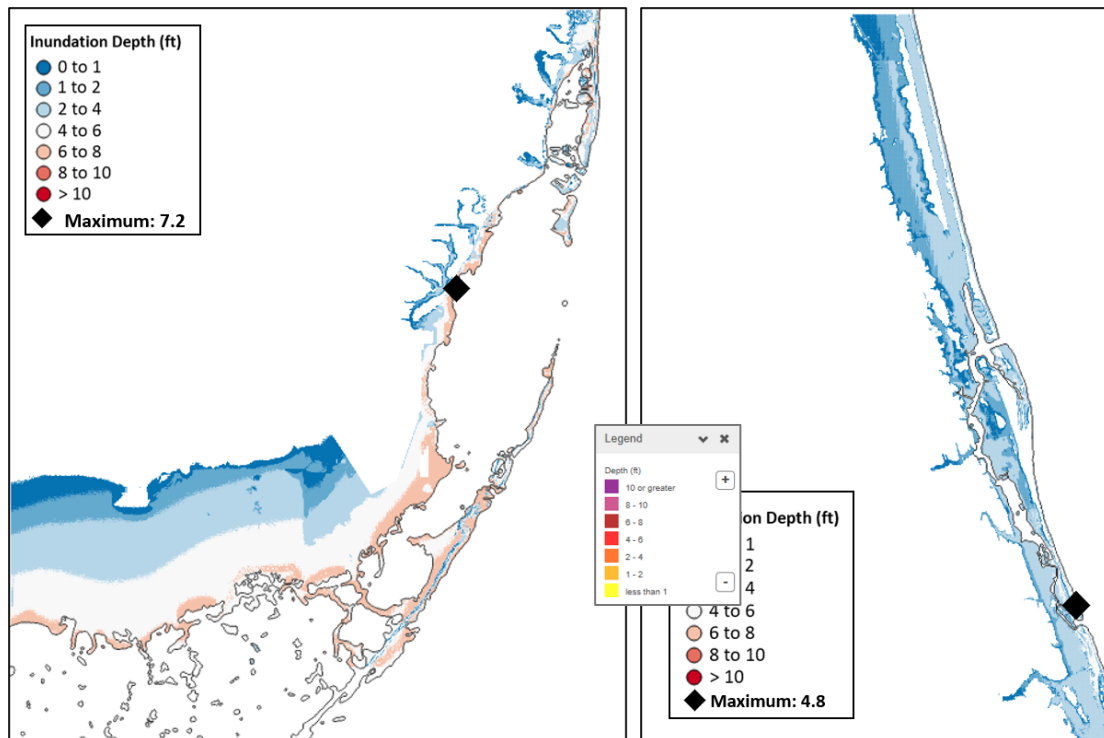 Inundation Depth (ft)
0 to 1
1 to 2
2 to 4
4 to 6
6 to 8
8 to 10
> 10
Maximum: 7.2
Legend
Depth (ft)
10 or greater
8 - 10
6 - 8
4 - 6
2 - 4
1 - 2
less than 1
+
-
ion Depth (ft)
1
2
4
4 to 6
6 to 8
8 to 10
> 10
Maximum: 4.8